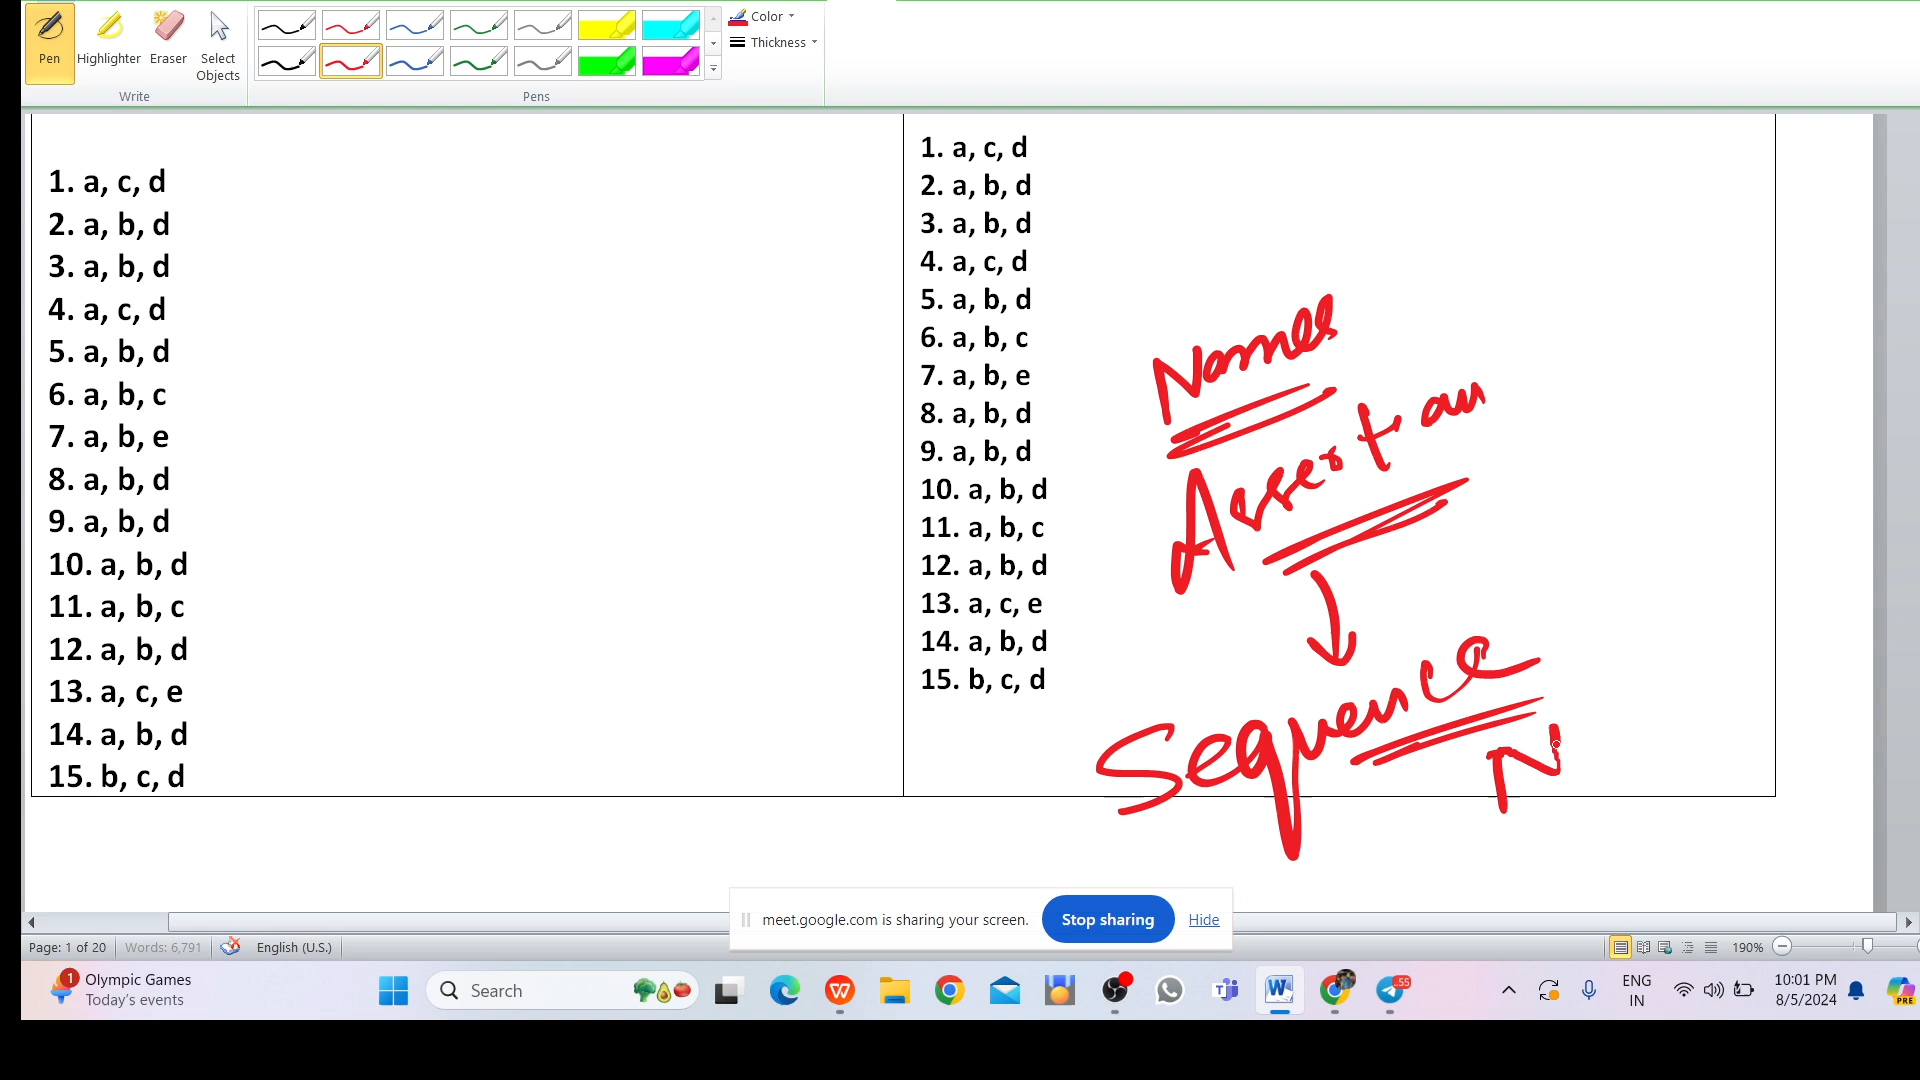 Color
Pen
Highlighter
Eraser
Select
Objects
Thickness
Write
Pens
1. a, c, d
2. a, b, d
3. a, b, d
4. a, c, d
5. a, b, d
6. a, b, c
7. a, b, e
8. a, b, d
9. a, b, d
10. a, b, d
11. a, b, c
12. a, b, d
13. a, c, e
14. a, b, d
15. b, c, d
1. a, c, d
2. a, b, d
3. a, b, d
4. a, c, d
5. a, b, d
6. a, b, c
7. a, b, e
8. a, b, d
9. a, b, d
10. a, b, d
11. a, b, c
12. a, b, d
13. a, c, e
14. a, b, d
15. b, c, d
Names
Sequence
N
meet.google.com is sharing your screen.
Stop sharing
Hide
Page: 1 of 20
Words: 6,791
English (U.S.)
190%
1
Olympic Games
Today's events
Search
55
ENG
IN
10:01 PM
8/5/2024
PRE